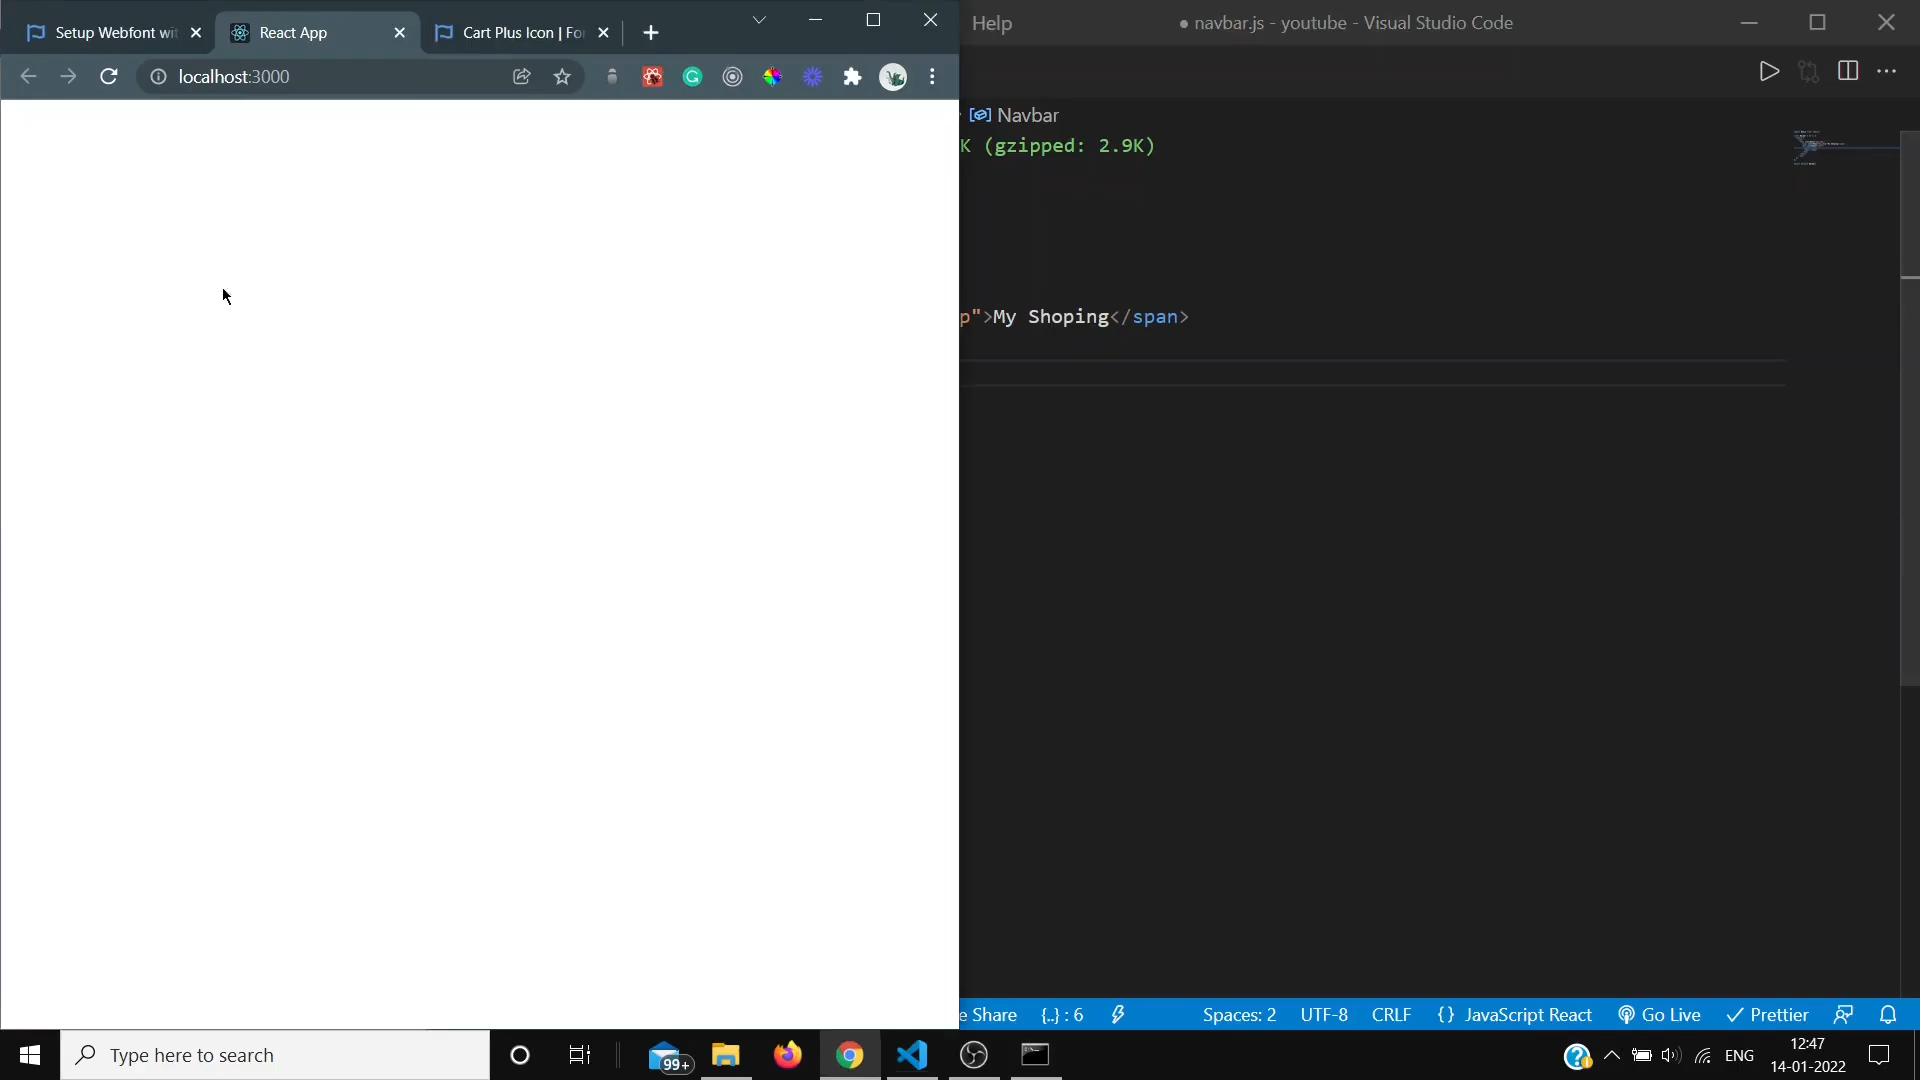 Setup Webfont wit
React App
Cart Plus Icon | Fo
Help
● navbar.js - youtube - Visual Studio Code
localhost:3000
Navbar
K (gzipped: 2.9K)
p">My Shoping</span>
e Share
{..} : 6
Spaces: 2
UTF-8
CRLF
{} JavaScript React
Go Live
Prettier
Type here to search
99+
ENG
12:47
14-01-2022